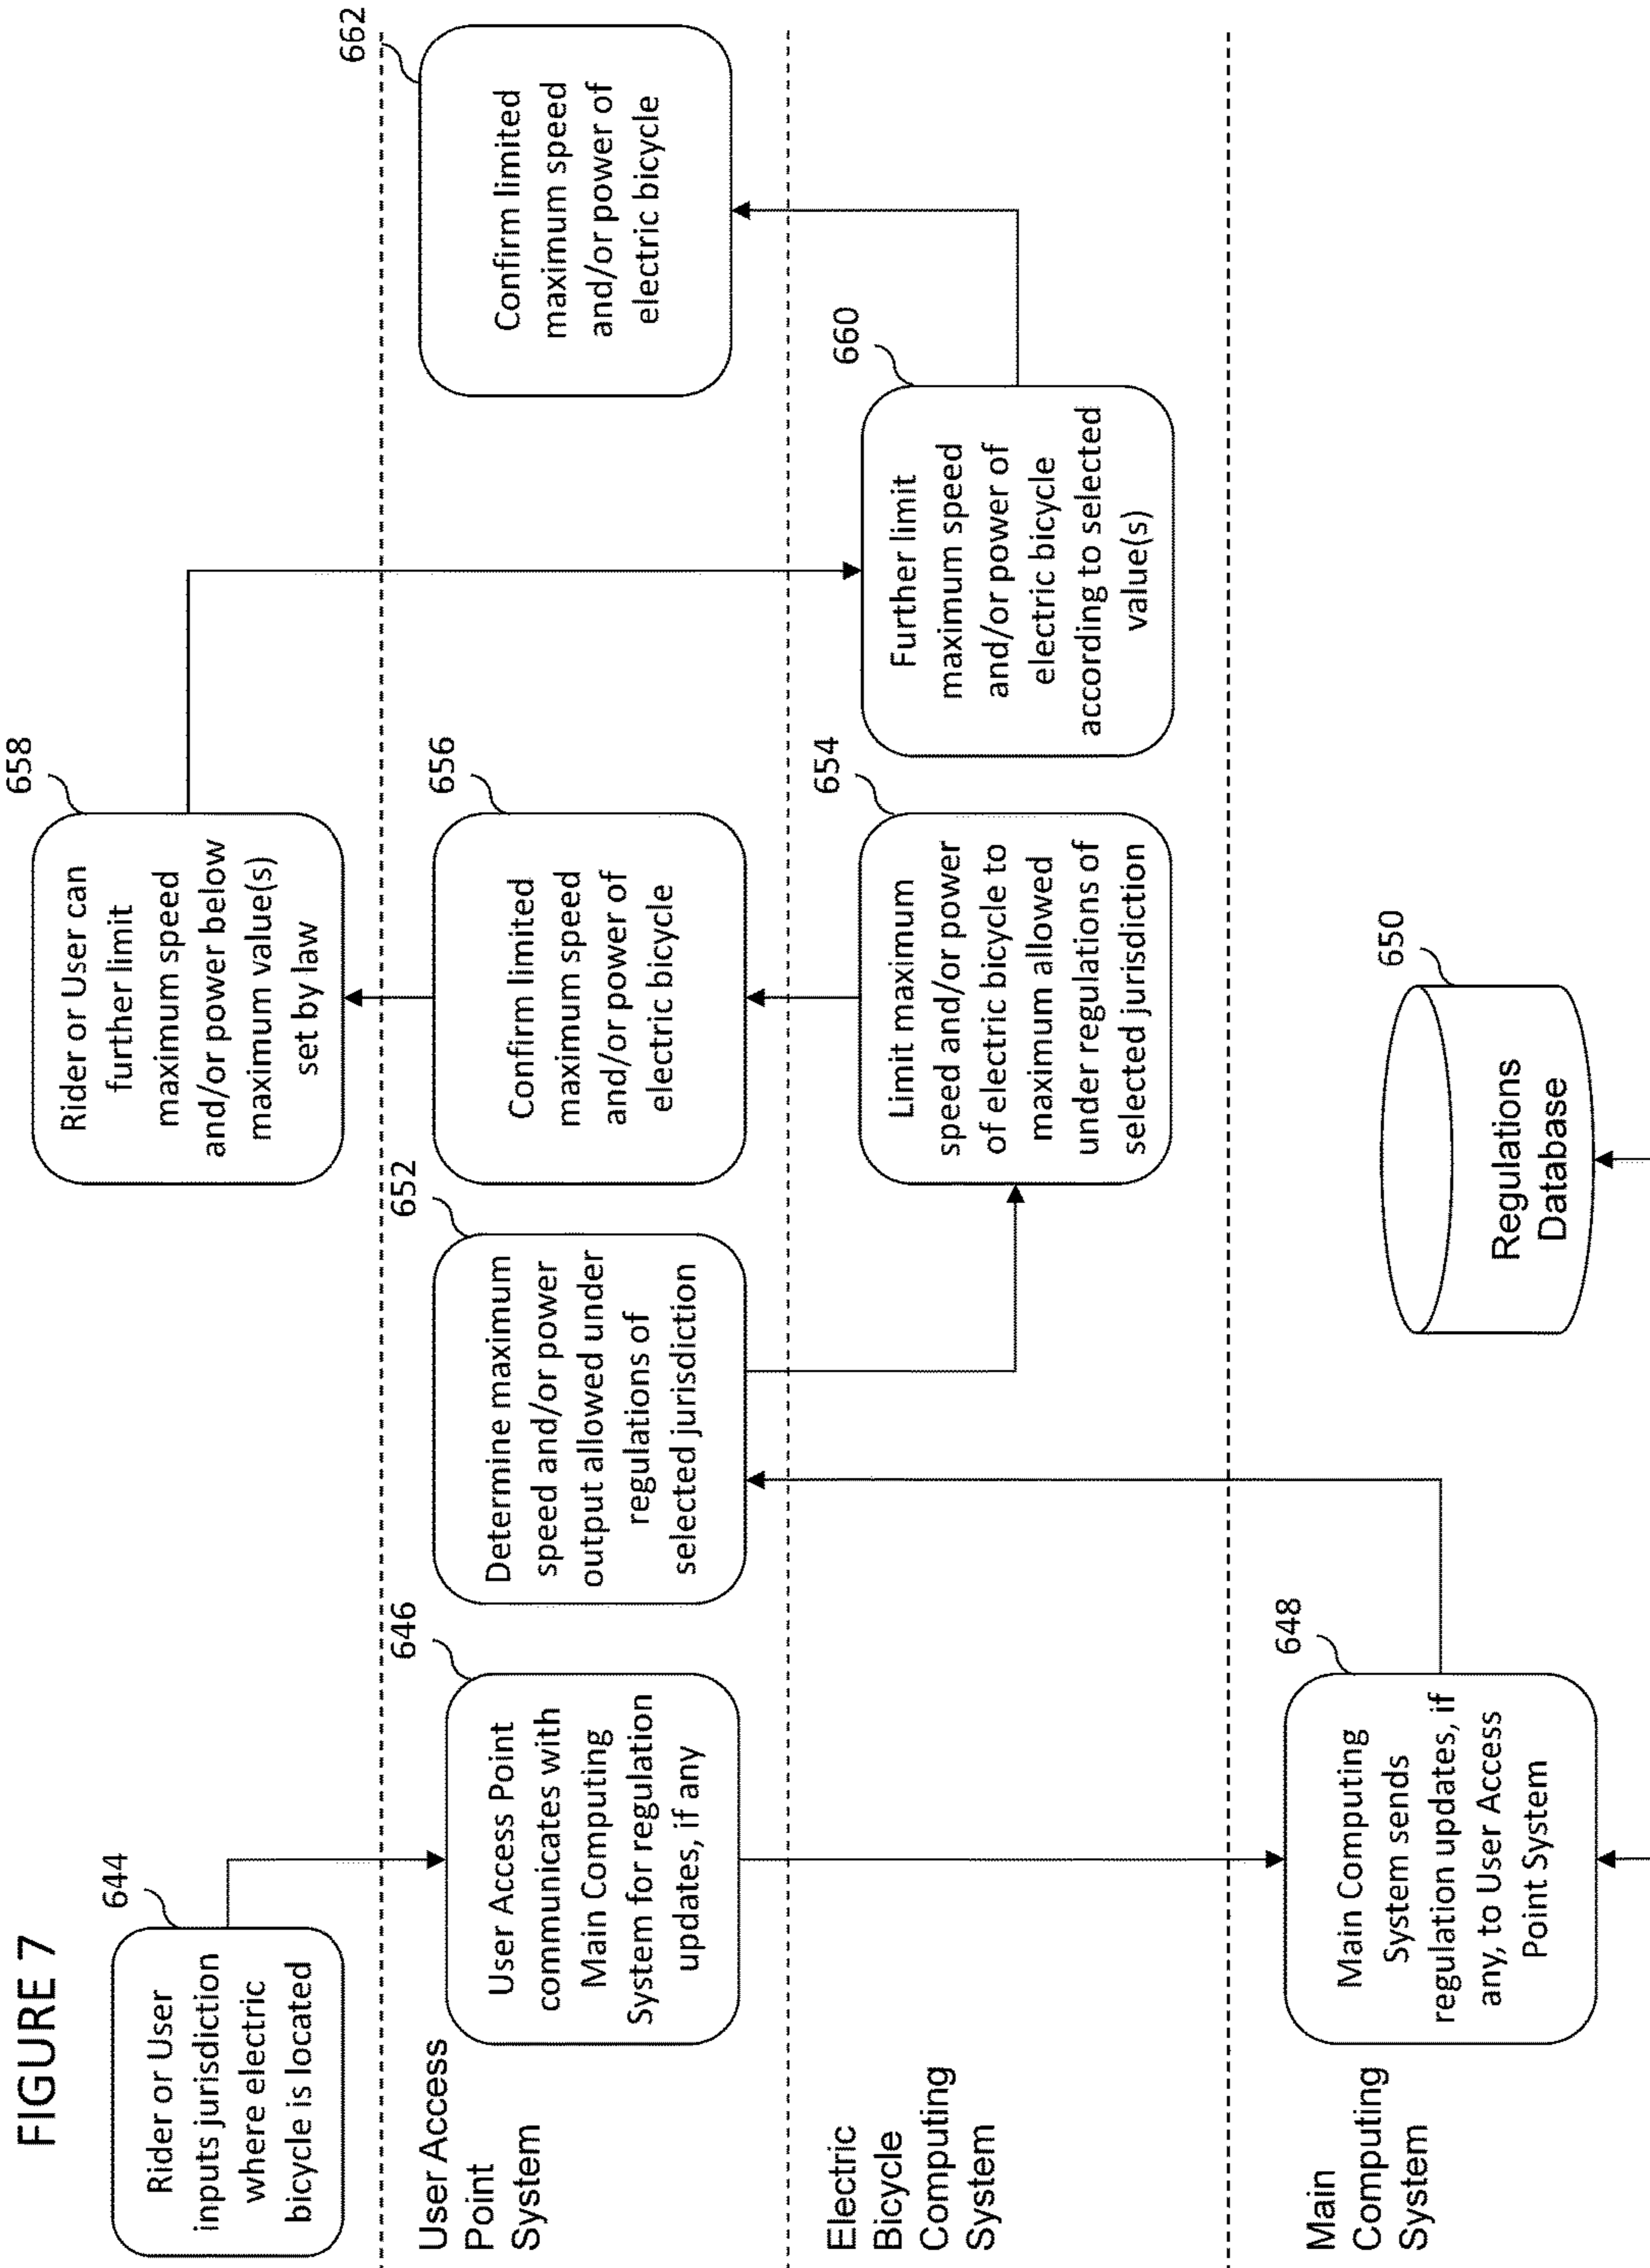 FIGURE 7
644
Rider or User
inputs jurisdiction
where electric
bicycle is located
658
Rider or User can
further limit
maximum speed
and/or power below
maximum value(s)
set by law
User Access
Point
System
646
User Access Point
communicates with
Main Computing
System for regulation
updates, if any
652
Determine maximum
speed and/or power
output allowed under
regulations of
selected jurisdiction
656
Confirm limited
maximum speed
and/or power of
electric bicycle
662
Confirm limited
maximum speed
and/or power of
electric bicycle
Electric
Bicycle
Computing
System
654
Limit maximum
speed and/or power
of electric bicycle to
maximum allowed
under regulations of
selected jurisdiction
660
Further limit
maximum speed
and/or power of
electric bicycle
according to selected
value(s)
Main
Computing
System
648
Main Computing
System sends
regulation updates, if
any, to User Access
Point System
650
Regulations
Database